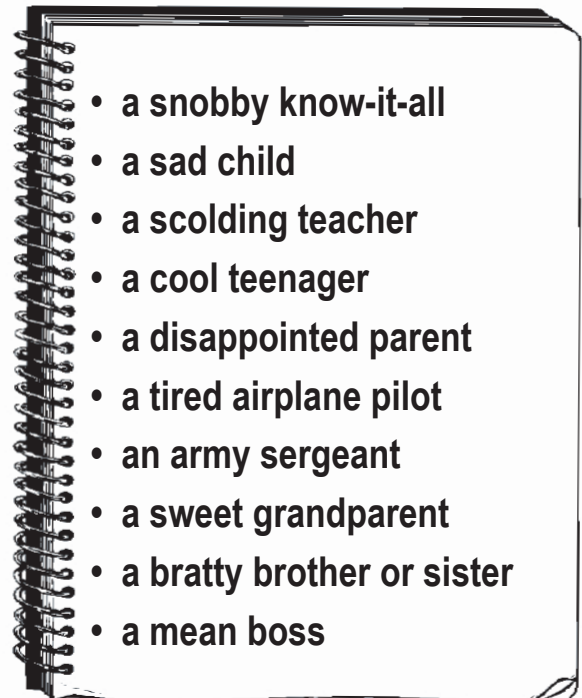 • a snobby know-it-all
• a sad child
• a scolding teacher
• a cool teenager
• a disappointed parent
• a tired airplane pilot
• an army sergeant
• a sweet grandparent
• a bratty brother or sister
• a mean boss